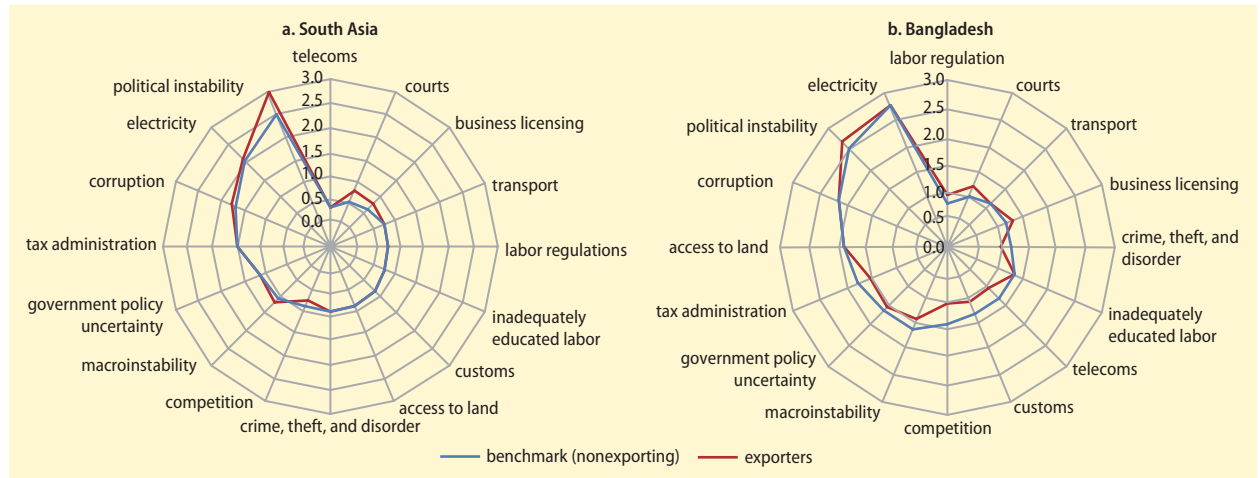 a. South Asia
telecoms
courts
business licensing
transport
labor regulations
inadequately
educated labor
customs
access to land
crime, theft, and disorder
competition
macroinstability
government policy
uncertainty
tax administration
corruption
electricity
political instability
3.0
2.5
2.0
1.5
1.0
0.5
0.0
b. Bangladesh
labor regulation
courts
transport
business licensing
crime, theft, and
disorder
inadequately
educated labor
telecoms
customs
competition
macroinstability
government policy
uncertainty
tax administration
access to land
corruption
political instability
electricity
3.0
2.5
2.0
1.5
1.0
0.5
0.0
benchmark (nonexporting)
exporters